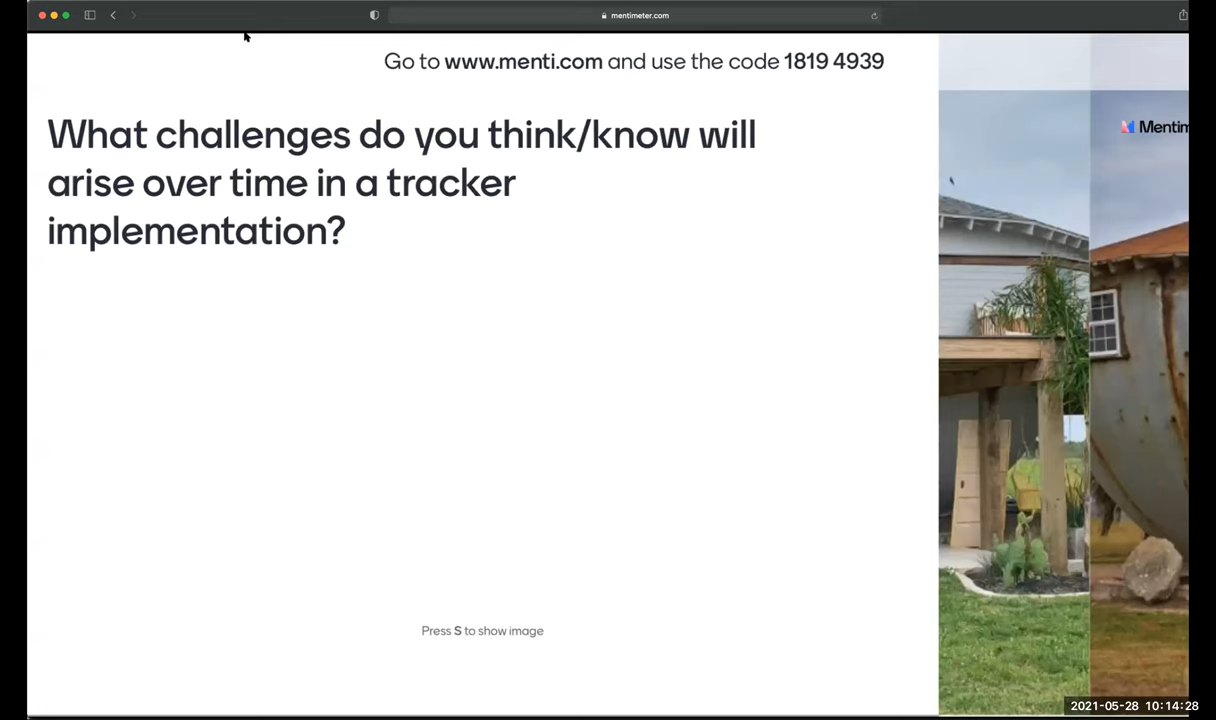 mentimeter.com
Go to www.menti.com and use the code 1819 4939
What challenges do you think/know will
arise over time in a tracker
implementation?
Mentim
Press S to show image
2021-05-28 10:14:28